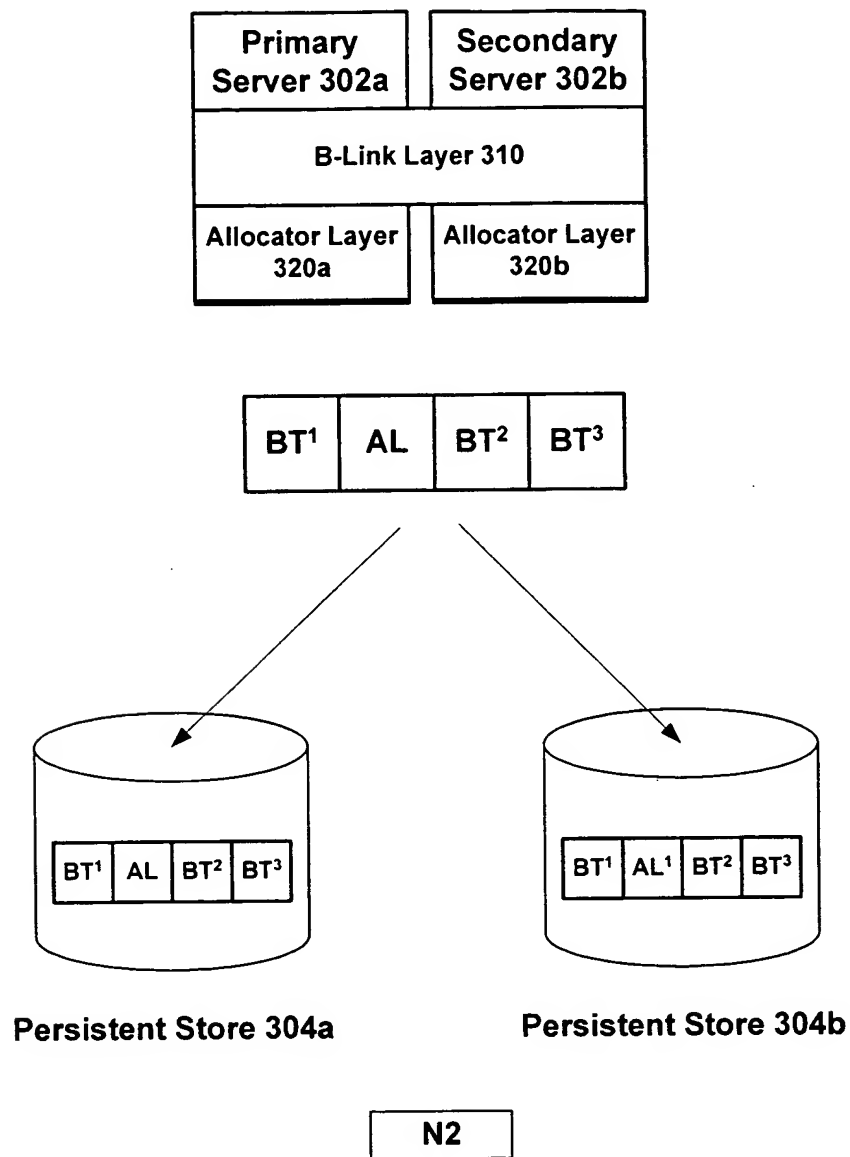 Primary
Server 302a
Secondary
Server 302b
B-Link Layer 310
Allocator Layer
320a
Allocator Layer
320b
BT¹ AL BT² BT³
BT¹ AL BT² BT³
BT¹ AL¹ BT² BT³
Persistent Store 304a
Persistent Store 304b
N2